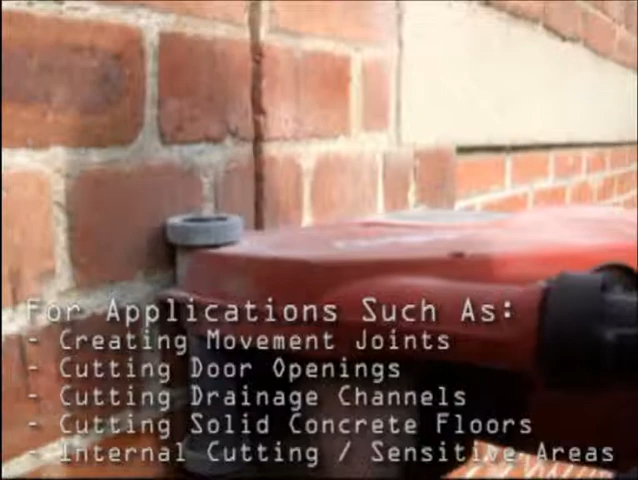 For Applications Such As:
- Creating Movement Joints
- Cutting Door Openings
- Cutting Drainage Channels
- Cutting Solid Concrete Floors
- Internal Cutting / Sensitive Areas